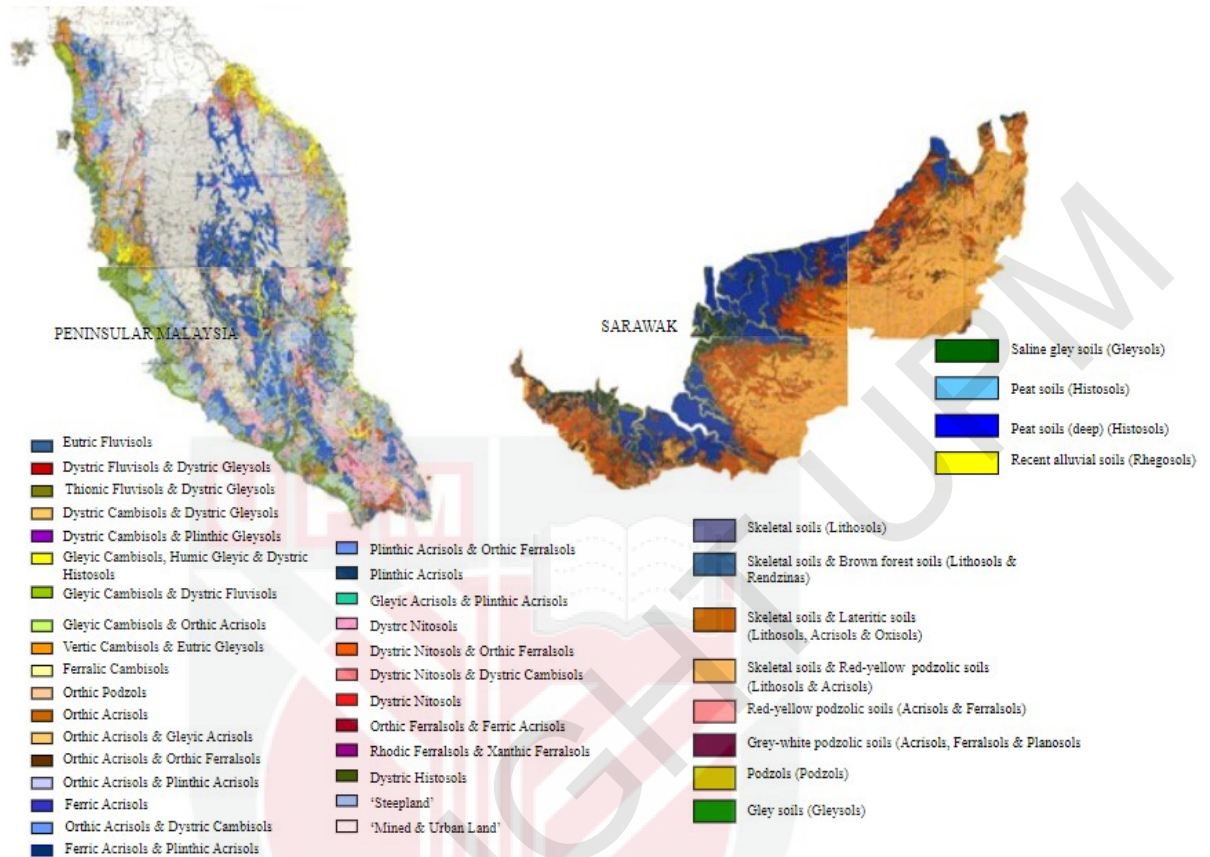 PENINSULAR MALAYSIA
SARAWAK
Saline gley soils (Gleysols)
Peat soils (Histosols)
Peat soils (deep) (Histosols)
Recent alluvial soils (Rhegosols)
Eutric Fluvisols
Dystric Fluvisols & Dystric Gleysols
Thionic Fluvisols & Dystric Gleysols
Dystric Cambisols & Dystric Gleysols
Dystric Cambisols & Plinthic Gleysols
Gleyic Cambisols, Humic Gleyic & Dystric
Histosols
Gleyic Cambisols & Dystric Fluvisols
Gleyic Cambisols & Orthic Acrisols
Vertic Cambisols & Eutric Gleysols
Ferralic Cambisols
Orthic Podzols
Orthic Acrisols
Orthic Acrisols & Gleyic Acrisols
Orthic Acrisols & Orthic Ferralsols
Orthic Acrisols & Plinthic Acrisols
Ferric Acrisols
Orthic Acrisols & Dystric Cambisols
Ferric Acrisols & Plinthic Acrisols
Plinthic Acrisols & Orthic Ferralsols
Plinthic Acrisols
Gleyic Acrisols & Plinthic Acrisols
Dystrc Nitosols
Dystric Nitosols & Orthic Ferralsols
Dystric Nitosols & Dystric Cambisols
Dystric Nitosols
Orthic Ferralsols & Ferric Acrisols
Rhodic Ferralsols & Xanthic Ferralsols
Dystric Histosols
‘Steepland’
‘Mined & Urban Land’
Skeletal soils (Lithosols)
Skeletal soils & Brown forest soils (Lithosols &
Rendzinas)
Skeletal soils & Lateritic soils
(Lithosols, Acrisols & Oxisols)
Skeletal soils & Red-yellow podzolic soils
(Lithosols & Acrisols)
Red-yellow podzolic soils (Acrisols & Ferralsols)
Grey-white podzolic soils (Acrisols, Ferralsols & Planosols
Podzols (Podzols)
Gley soils (Gleysols)
UPM
IGHT UPM